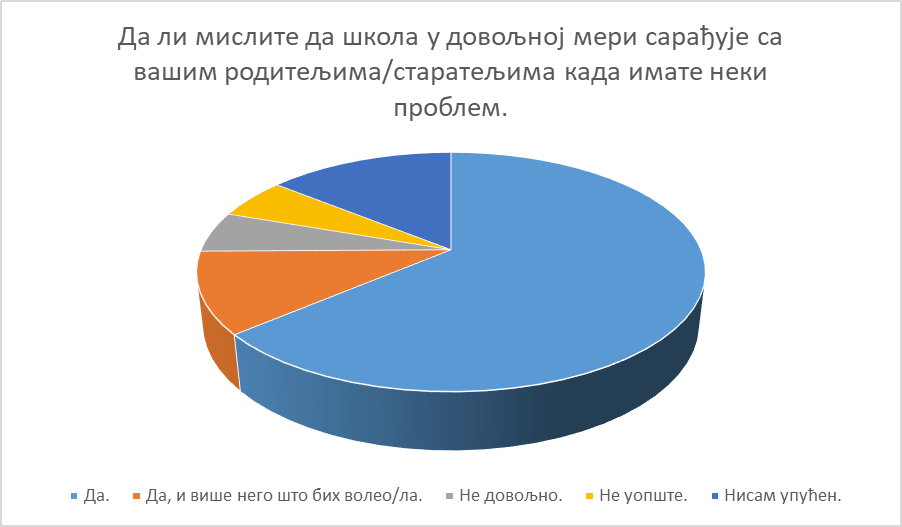 Да ли мислите да школа у довољној мери сарађује са
вашим родитељима/старатељима када имате неки
проблем.
Да. Да, и више него што бих волео/ла. Не довољно. Не уопште. Нисам упућен.